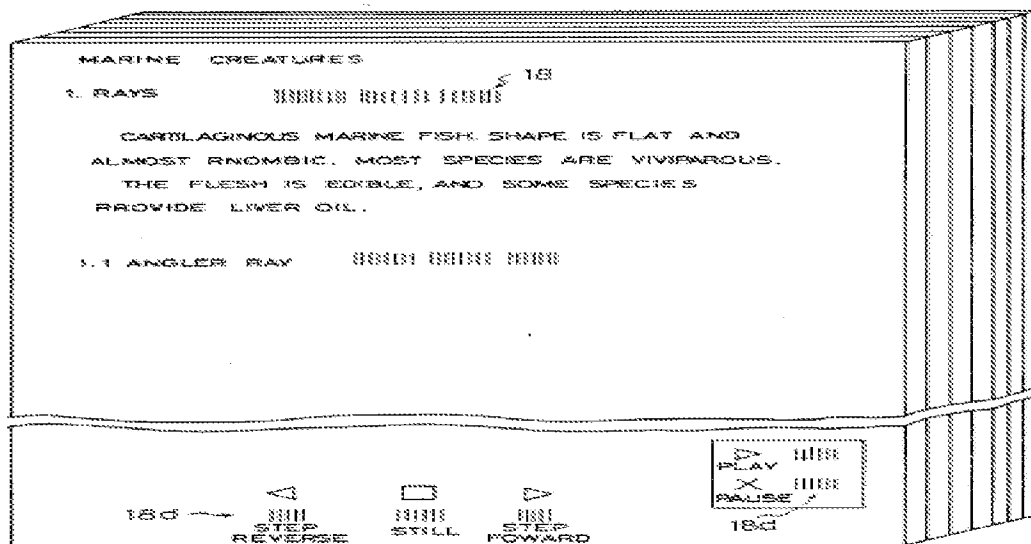 MARINE CREATURES
18
1. RAYS
CARTILAGINOUS MARINE FISH. SHAPE IS FLAT AND
ALMOST RNOMBIC. MOST SPECIES ARE VIVIPAROUS.
THE FLESH IS EDIBLE, AND SOME SPECIES
PROVIDE LIVER OIL.
1.1 ANGLER RAY
PLAY
PAUSE
18d
18d
STEP REVERSE
STILL
STEP FOWARD